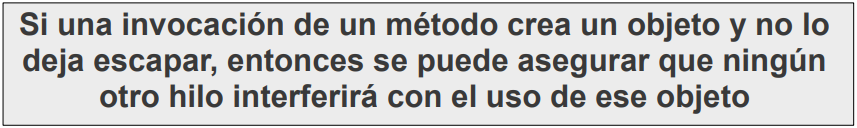 Si una invocación de un método crea un objeto y no lo
deja escapar, entonces se puede asegurar que ningún
otro hilo interferirá con el uso de ese objeto